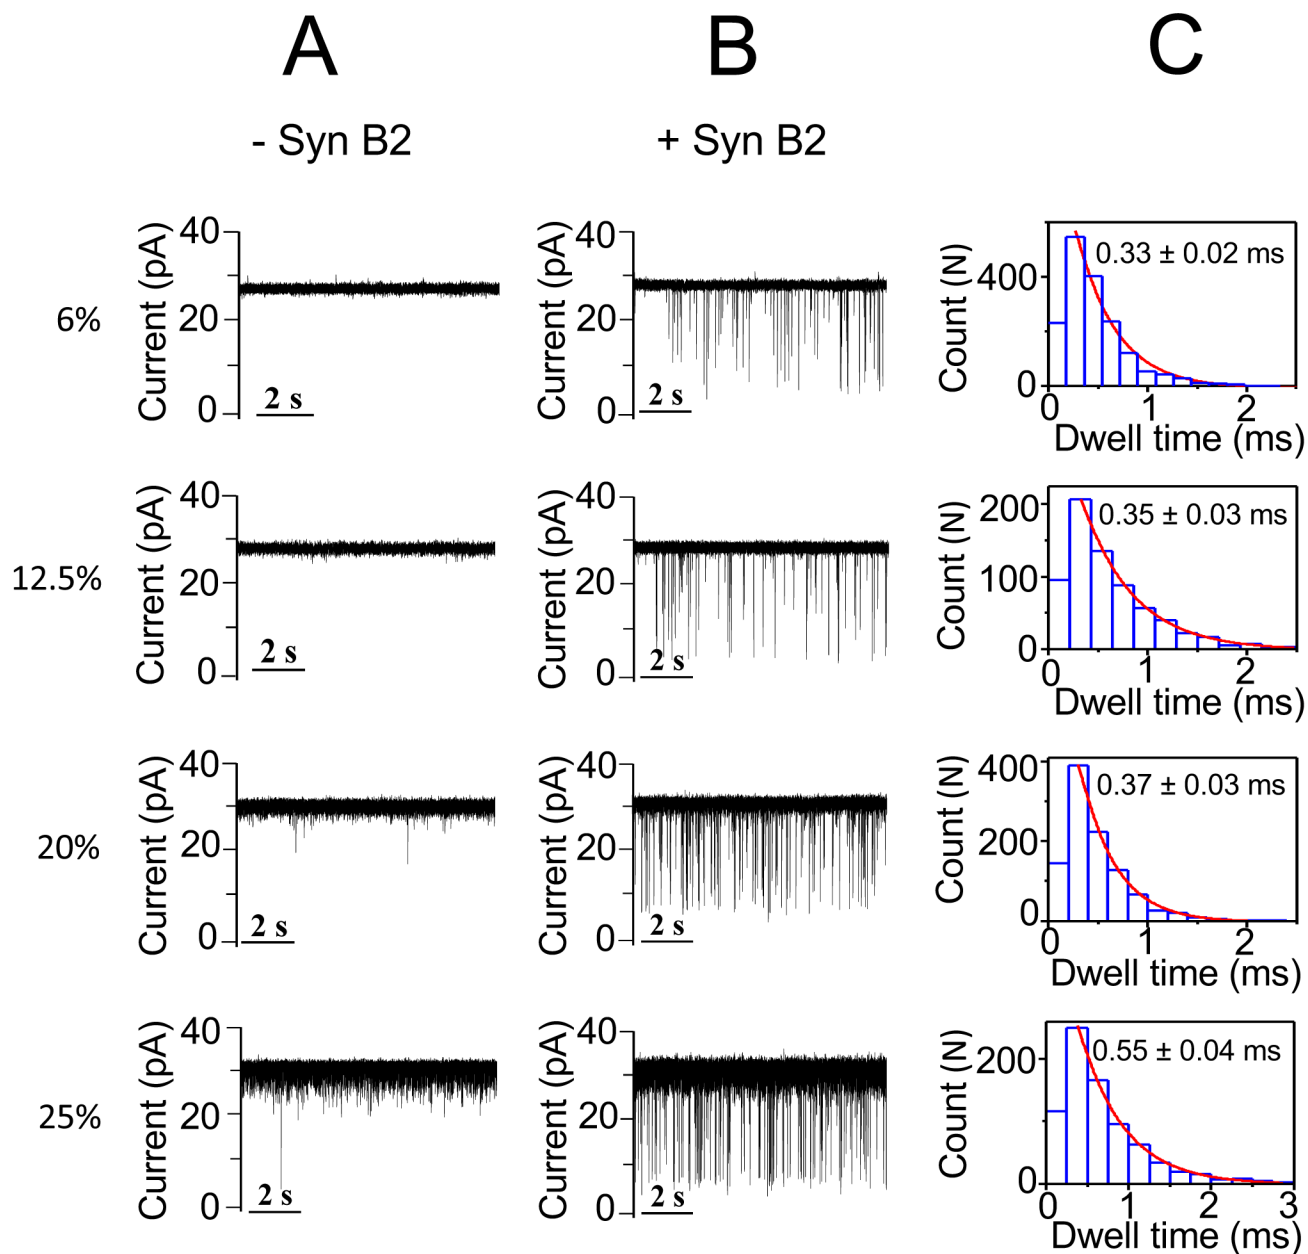 A B C
- Syn B2 + Syn B2
6%
Current (pA)
40
20
0
2 s
Current (pA)
40
20
0
2 s
Count (N)
400
0
0.33 ± 0.02 ms
0 1 2
Dwell time (ms)
12.5%
Current (pA)
40
20
0
2 s
Current (pA)
40
20
0
2 s
Count (N)
200
100
0
0.35 ± 0.03 ms
0 1 2
Dwell time (ms)
20%
Current (pA)
40
20
0
2 s
Current (pA)
40
20
0
2 s
Count (N)
400
200
0
0.37 ± 0.03 ms
0 1 2
Dwell time (ms)
25%
Current (pA)
40
20
0
2 s
Current (pA)
40
20
0
2 s
Count (N)
200
0
0.55 ± 0.04 ms
0 1 2 3
Dwell time (ms)